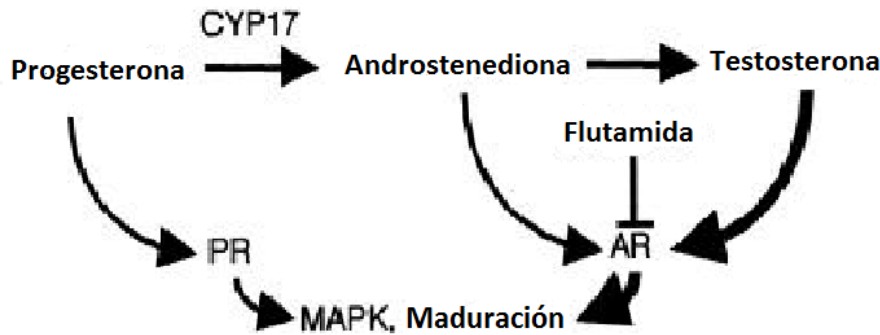 CYP17
Progesterona Androstenediona Testosterona
Flutamida
PR AR
MAPK, Maduración